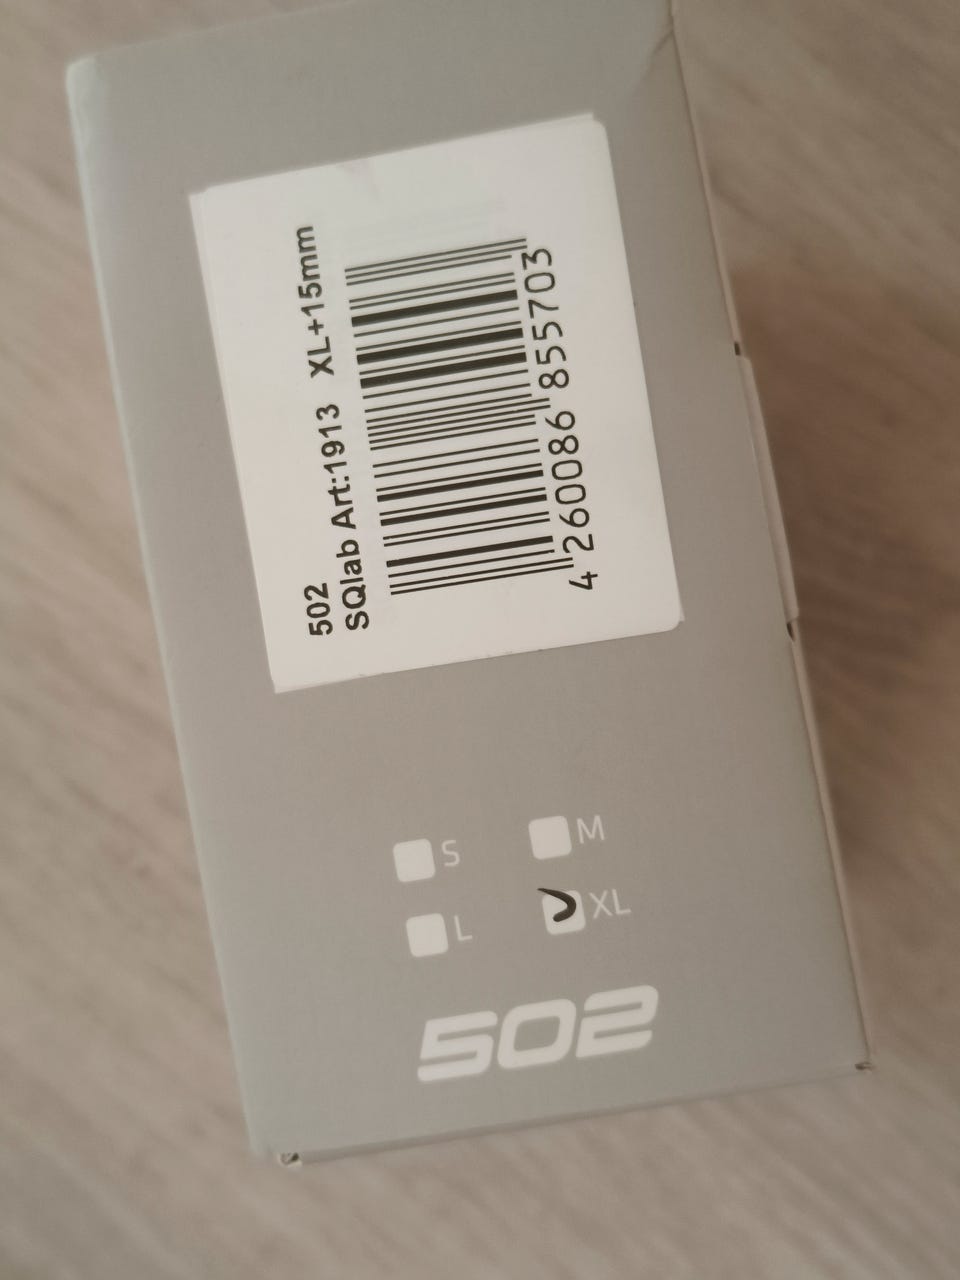 502
SQlab Art:1913 XL+15mm
4 260086 855703
S M
L XL
502